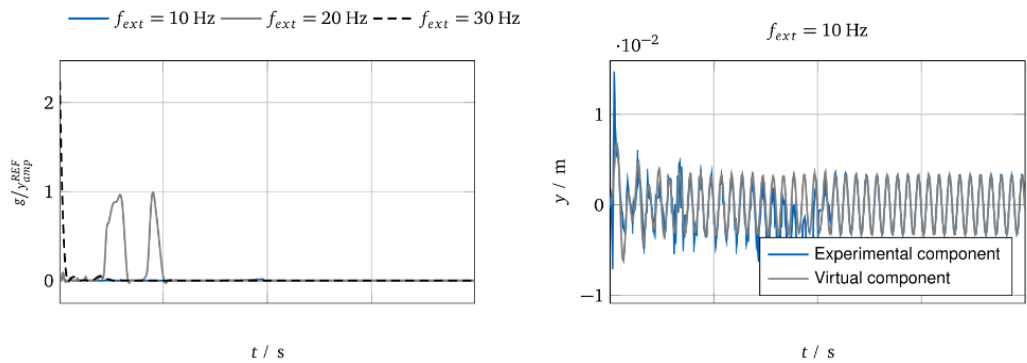 f_ext = 10 Hz f_ext = 20 Hz f_ext = 30 Hz
2
1
0
g/y_amp^REF
t / s
f_ext = 10 Hz
·10⁻²
1
0
−1
y / m
Experimental component
Virtual component
t / s